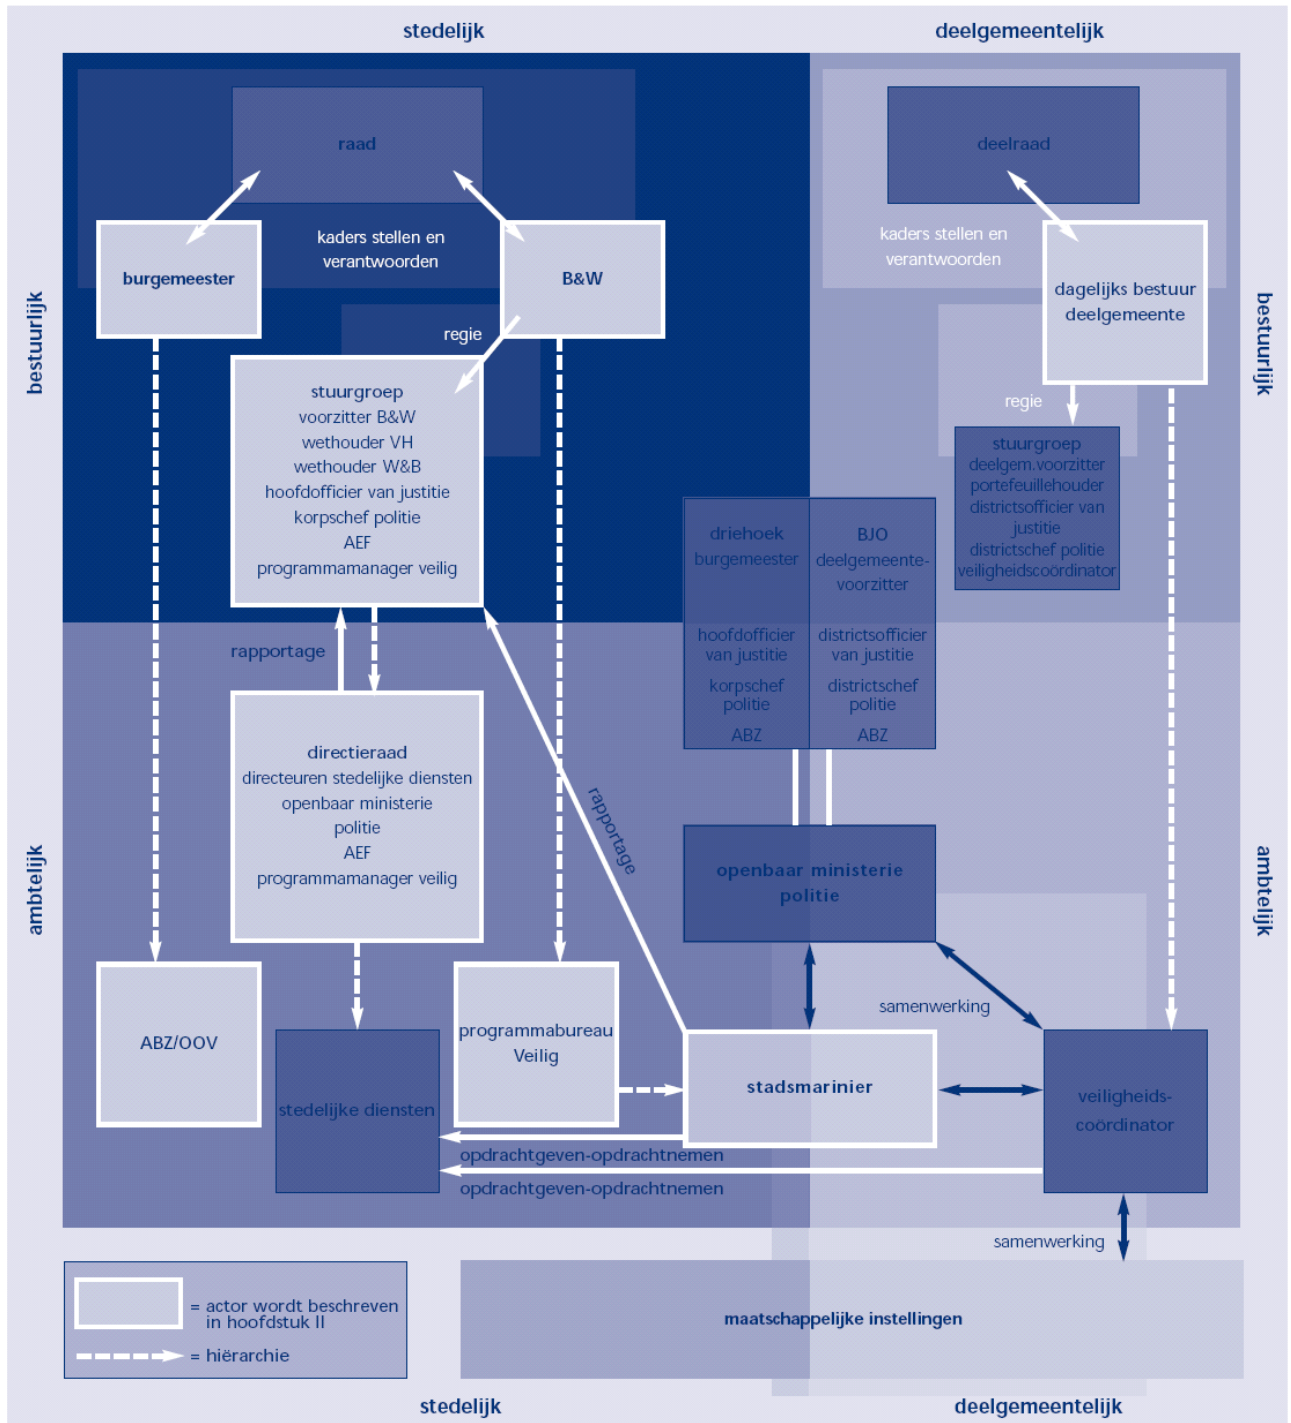 stedelijk
deelgemeentelijk
bestuurlijk
bestuurlijk
ambtelijk
ambtelijk
raad
deelraad
kaders stellen en
verantwoorden
kaders stellen en
verantwoorden
burgemeester
B&W
dagelijks bestuur
deelgemeente
regie
regie
stuurgroep
voorzitter B&W
wethouder VH
wethouder W&B
hoofdofficier van justitie
korpschef politie
AEF
programmamanager veilig
stuurgroep
deelgem.voorzitter
portefeuillehouder
districtsofficier van
justitie
districtschef politie
veiligheidscoördinator
driehoek
burgemeester
hoofdofficier
van justitie
korpschef
politie
ABZ
BJO
deelgemeente-
voorzitter
districtsofficier
van justitie
districtschef
politie
ABZ
rapportage
directieraad
directeuren stedelijke diensten
openbaar ministerie
politie
AEF
programmamanager veilig
rapportage
openbaar ministerie
politie
samenwerking
ABZ/OOV
programmabureau
Veilig
stadsmarinier
stedelijke diensten
veiligheids-
coördinator
opdrachtgeven-opdrachtnemen
opdrachtgeven-opdrachtnemen
samenwerking
= actor wordt beschreven
in hoofdstuk II
= hiërarchie
maatschappelijke instellingen
stedelijk
deelgemeentelijk